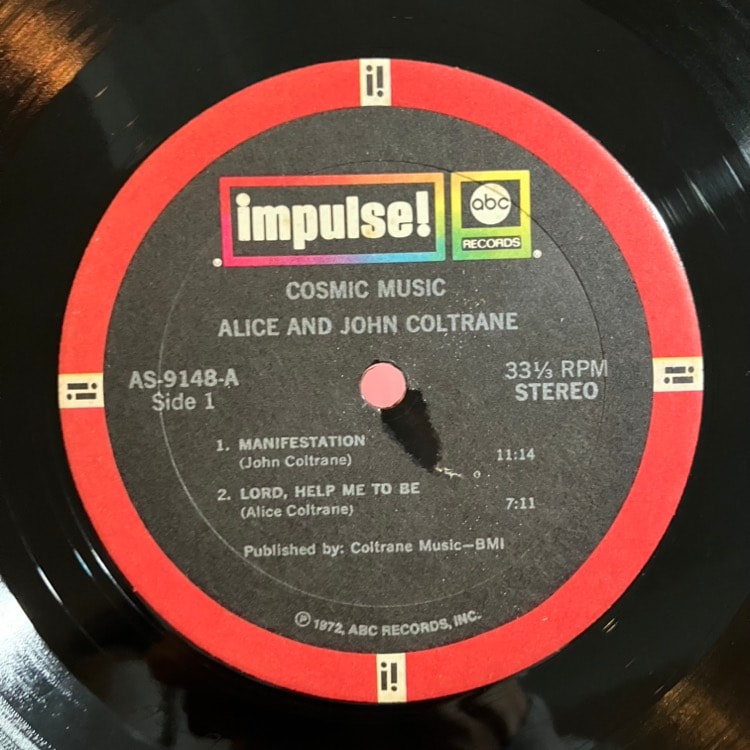 i!
impulse!
abc
RECORDS
COSMIC MUSIC
ALICE AND JOHN COLTRANE
AS-9148-A
Side 1
33⅓ RPM
STEREO
i!
i!
1. MANIFESTATION
(John Coltrane)
11:14
2. LORD, HELP ME TO BE
(Alice Coltrane)
7:11
Published by: Coltrane Music—BMI
℗ 1972, ABC RECORDS, INC.
i!